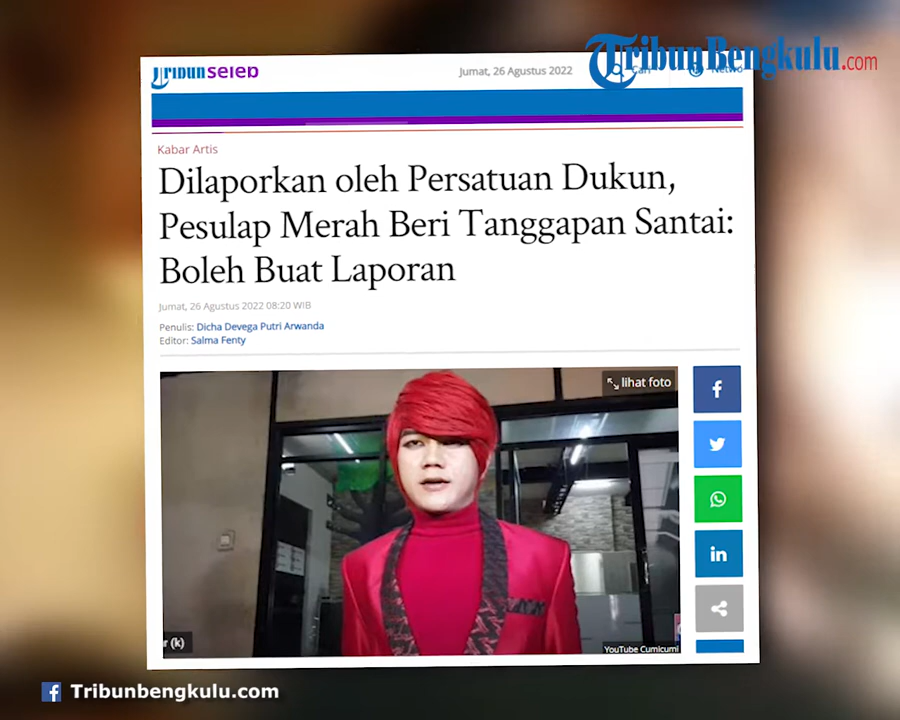 TribunBengkulu.com
Tribunseleb
Jumat, 26 Agustus 2022
Cari
Kabar Artis
Dilaporkan oleh Persatuan Dukun,
Pesulap Merah Beri Tanggapan Santai:
Boleh Buat Laporan
Jumat, 26 Agustus 2022 08:20 WIB
Penulis: Dicha Devega Putri Arwanda
Editor: Salma Fenty
lihat foto
r (k)
YouTube Cumicumi
Tribunbengkulu.com